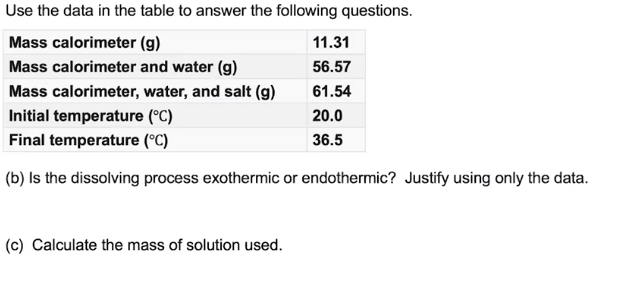 Use the data in the table to answer the following questions.
Mass calorimeter (g) 11.31
Mass calorimeter and water (g) 56.57
Mass calorimeter, water, and salt (g) 61.54
Initial temperature (°C) 20.0
Final temperature (°C) 36.5
(b) Is the dissolving process exothermic or endothermic? Justify using only the data.
(c) Calculate the mass of solution used.